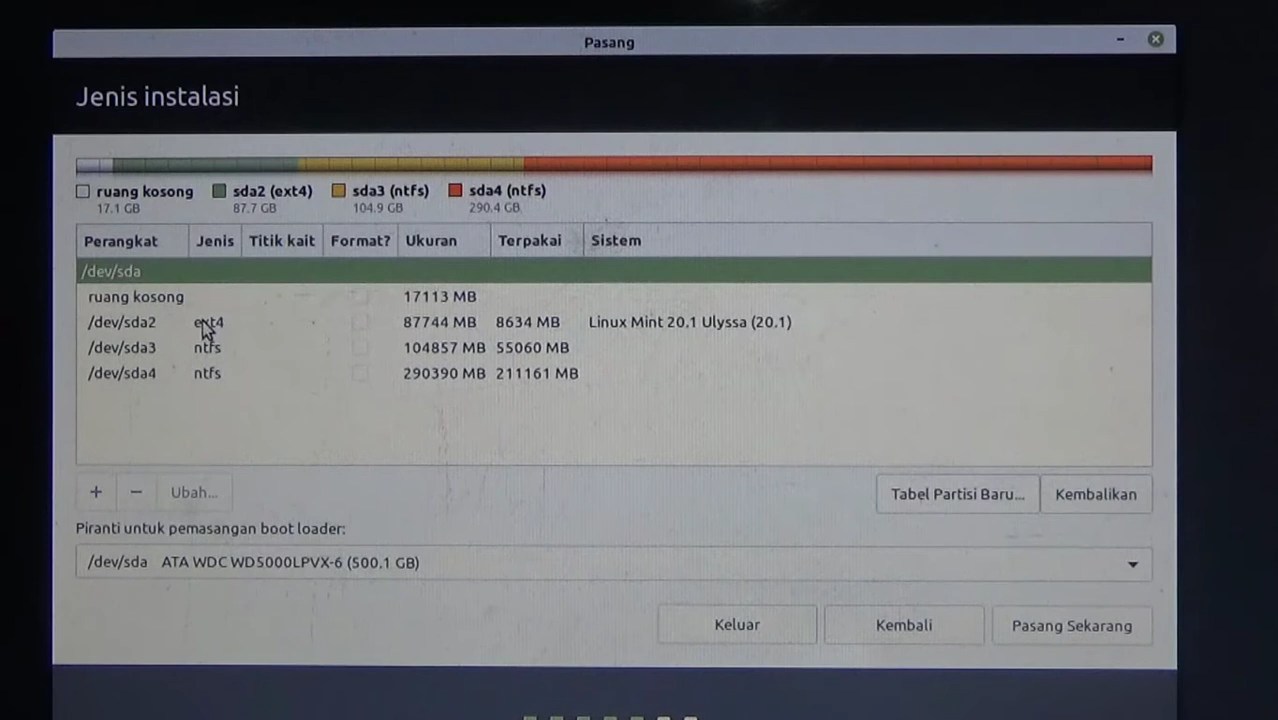 Pasang
Jenis instalasi
ruang kosong sda2 (ext4) sda3 (ntfs) sda4 (ntfs)
17.1 GB 87.7 GB 104.9 GB 290.4 GB
Perangkat Jenis Titik kait Format? Ukuran Terpakai Sistem
/dev/sda
ruang kosong 17113 MB
/dev/sda2 ext4 87744 MB 8634 MB Linux Mint 20.1 Ulyssa (20.1)
/dev/sda3 ntfs 104857 MB 55060 MB
/dev/sda4 ntfs 290390 MB 211161 MB
+ − Ubah... Tabel Partisi Baru... Kembalikan
Piranti untuk pemasangan boot loader:
/dev/sda ATA WDC WD5000LPVX-6 (500.1 GB)
Keluar Kembali Pasang Sekarang